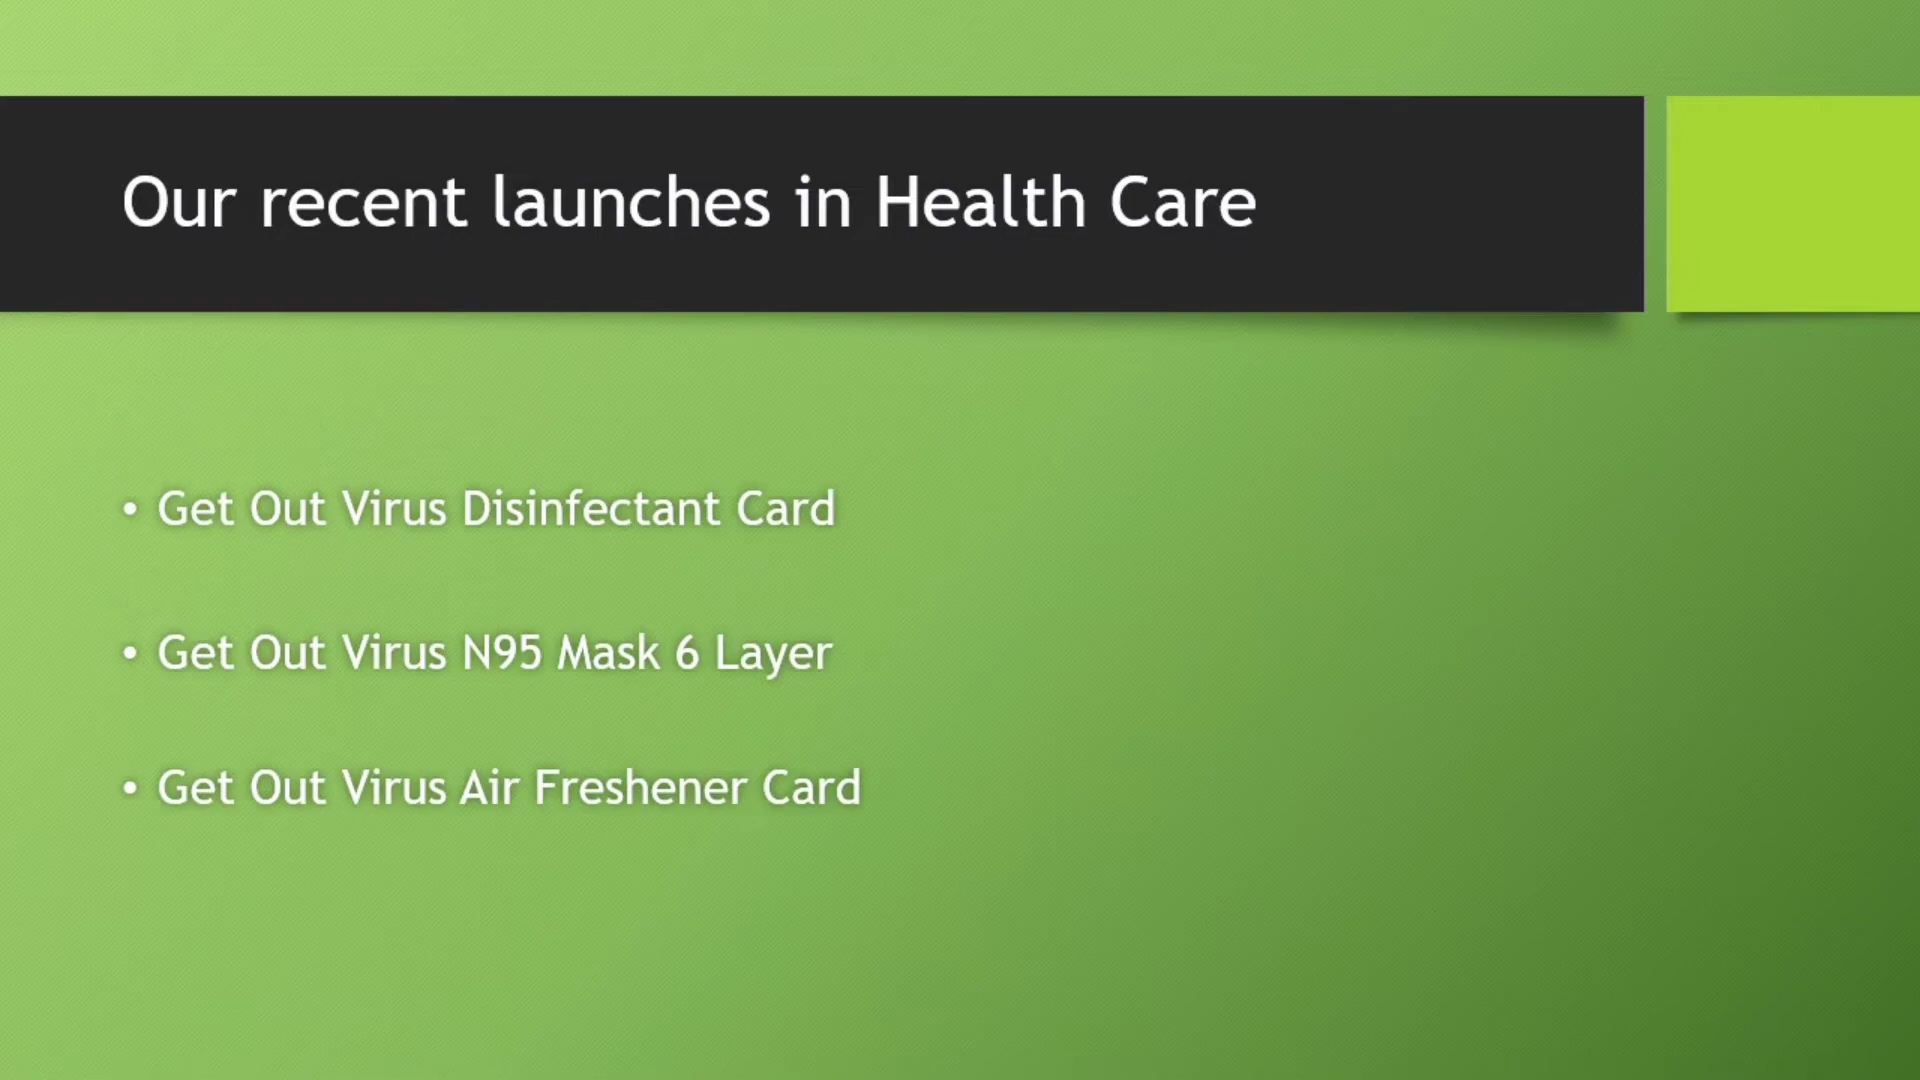 Our recent launches in Health Care
• Get Out Virus Disinfectant Card
• Get Out Virus N95 Mask 6 Layer
• Get Out Virus Air Freshener Card